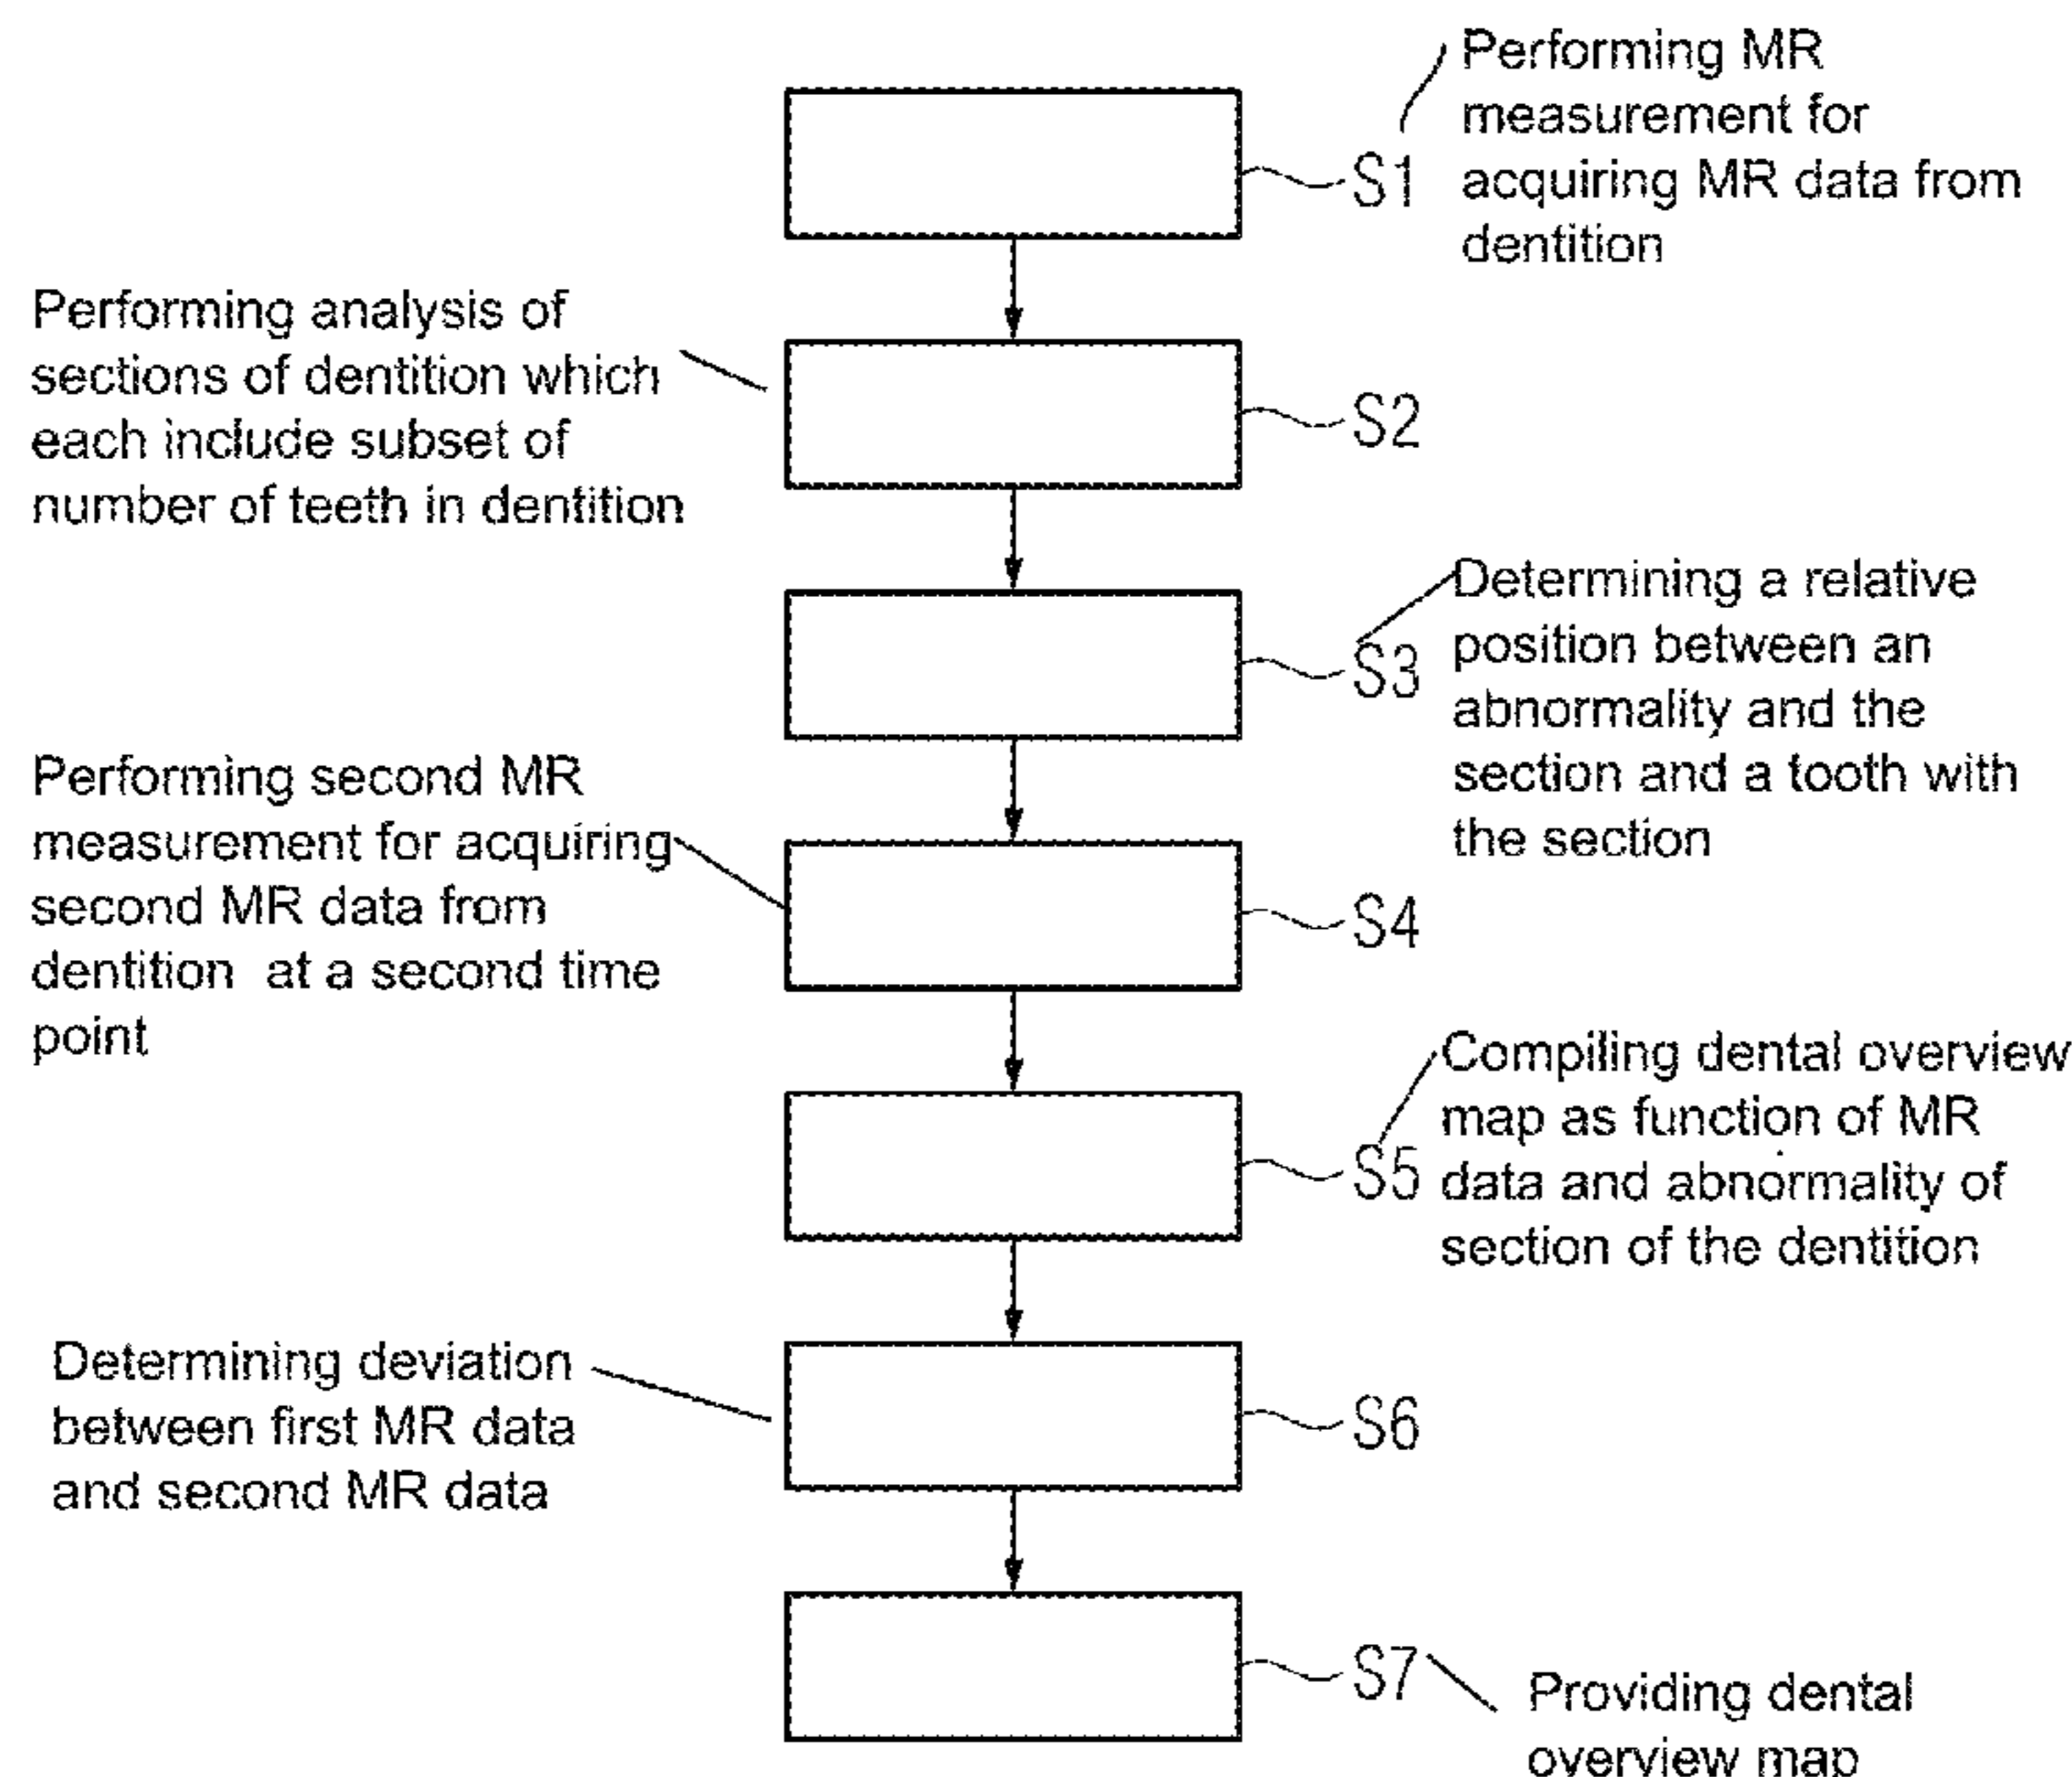 Performing MR
measurement for
acquiring MR data from
dentition
S1
Performing analysis of
sections of dentition which
each include subset of
number of teeth in dentition
S2
Determining a relative
position between an
abnormality and the
section and a tooth with
the section
S3
Performing second MR
measurement for acquiring
second MR data from
dentition at a second time
point
S4
Compiling dental overview
map as function of MR
data and abnormality of
section of the dentition
S5
Determining deviation
between first MR data
and second MR data
S6
S7
Providing dental
overview map